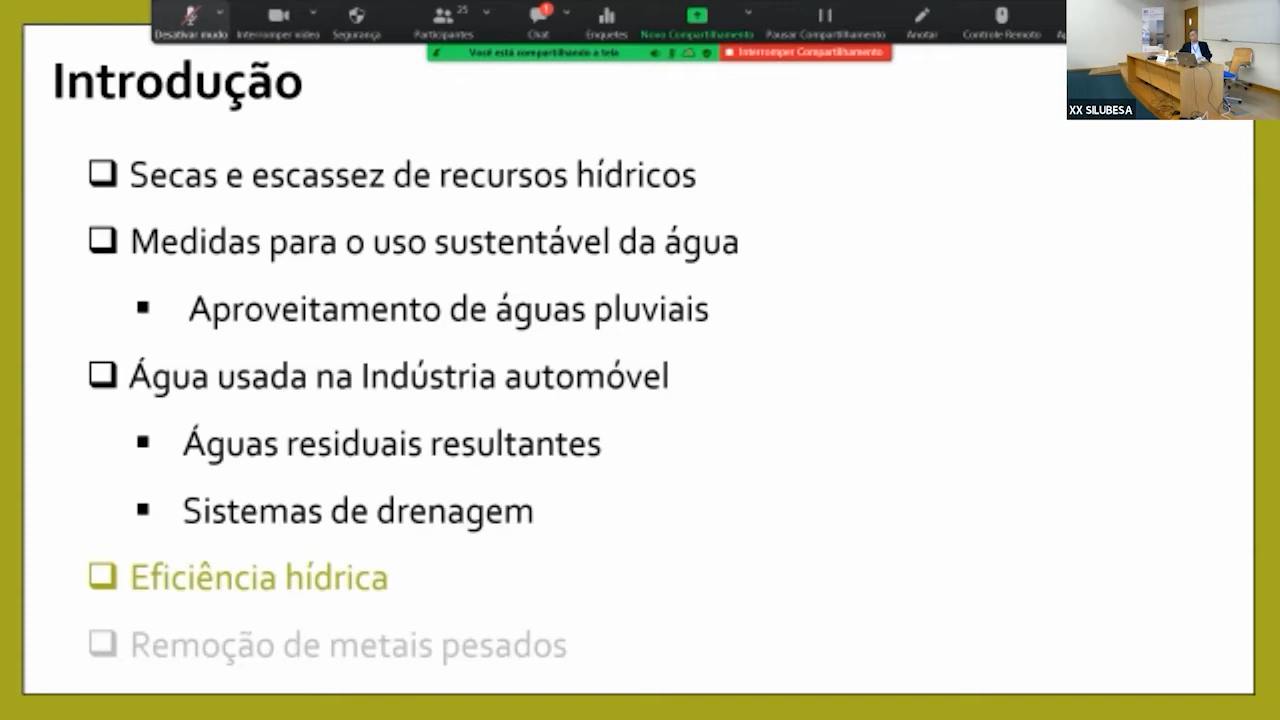 Desativar mudo
Interromper vídeo
Segurança
Participantes
25
Chat
1
Enquetes
Novo Compartilhamento
Pausar Compartilhamento
Anotar
Controle Remoto
Você está compartilhando a tela
Interromper Compartilhamento
XX SILUBESA
Introdução
Secas e escassez de recursos hídricos
Medidas para o uso sustentável da água
Aproveitamento de águas pluviais
Água usada na Indústria automóvel
Águas residuais resultantes
Sistemas de drenagem
Eficiência hídrica
Remoção de metais pesados